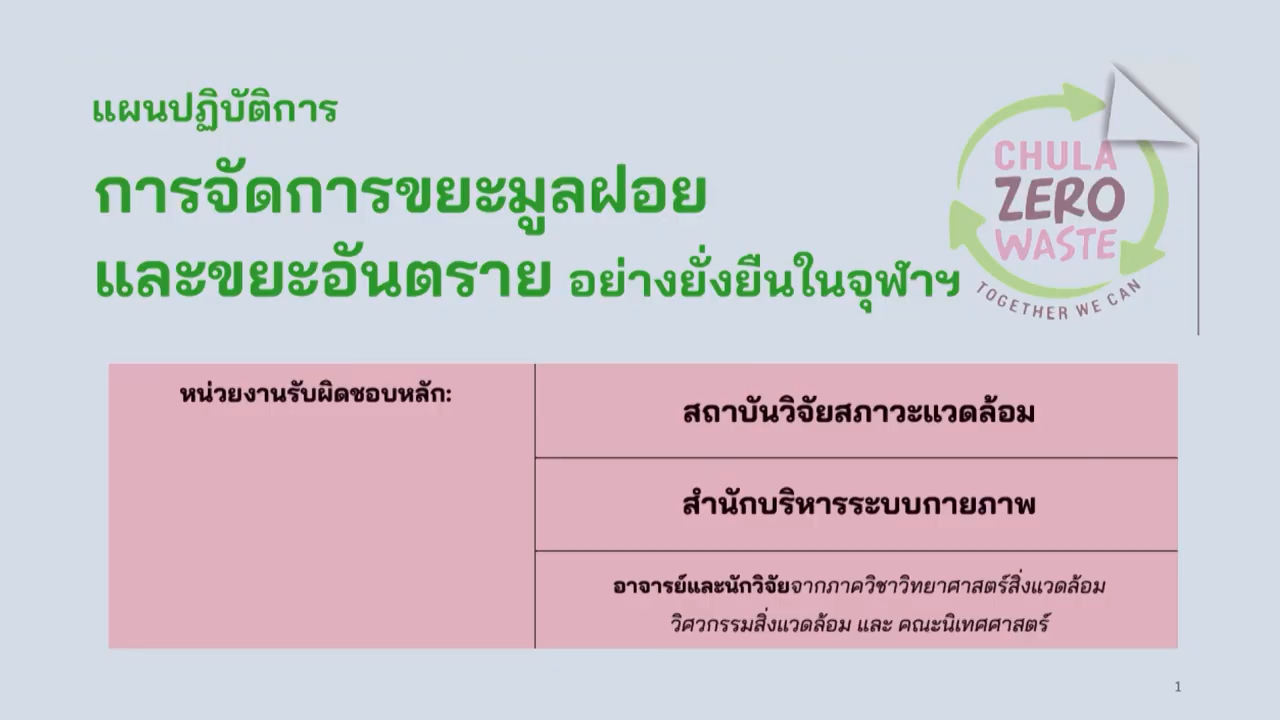 แผนปฏิบัติการ
การจัดการขยะมูลฝอย
และขยะอันตราย อย่างยั่งยืนในจุฬาฯ
CHULA
ZERO
WASTE
TOGETHER WE CAN
หน่วยงานรับผิดชอบหลัก:
สถาบันวิจัยสภาวะแวดล้อม
สำนักบริหารระบบกายภาพ
อาจารย์และนักวิจัยจากภาควิชาวิทยาศาสตร์สิ่งแวดล้อม
วิศวกรรมสิ่งแวดล้อม และ คณะนิเทศศาสตร์
1